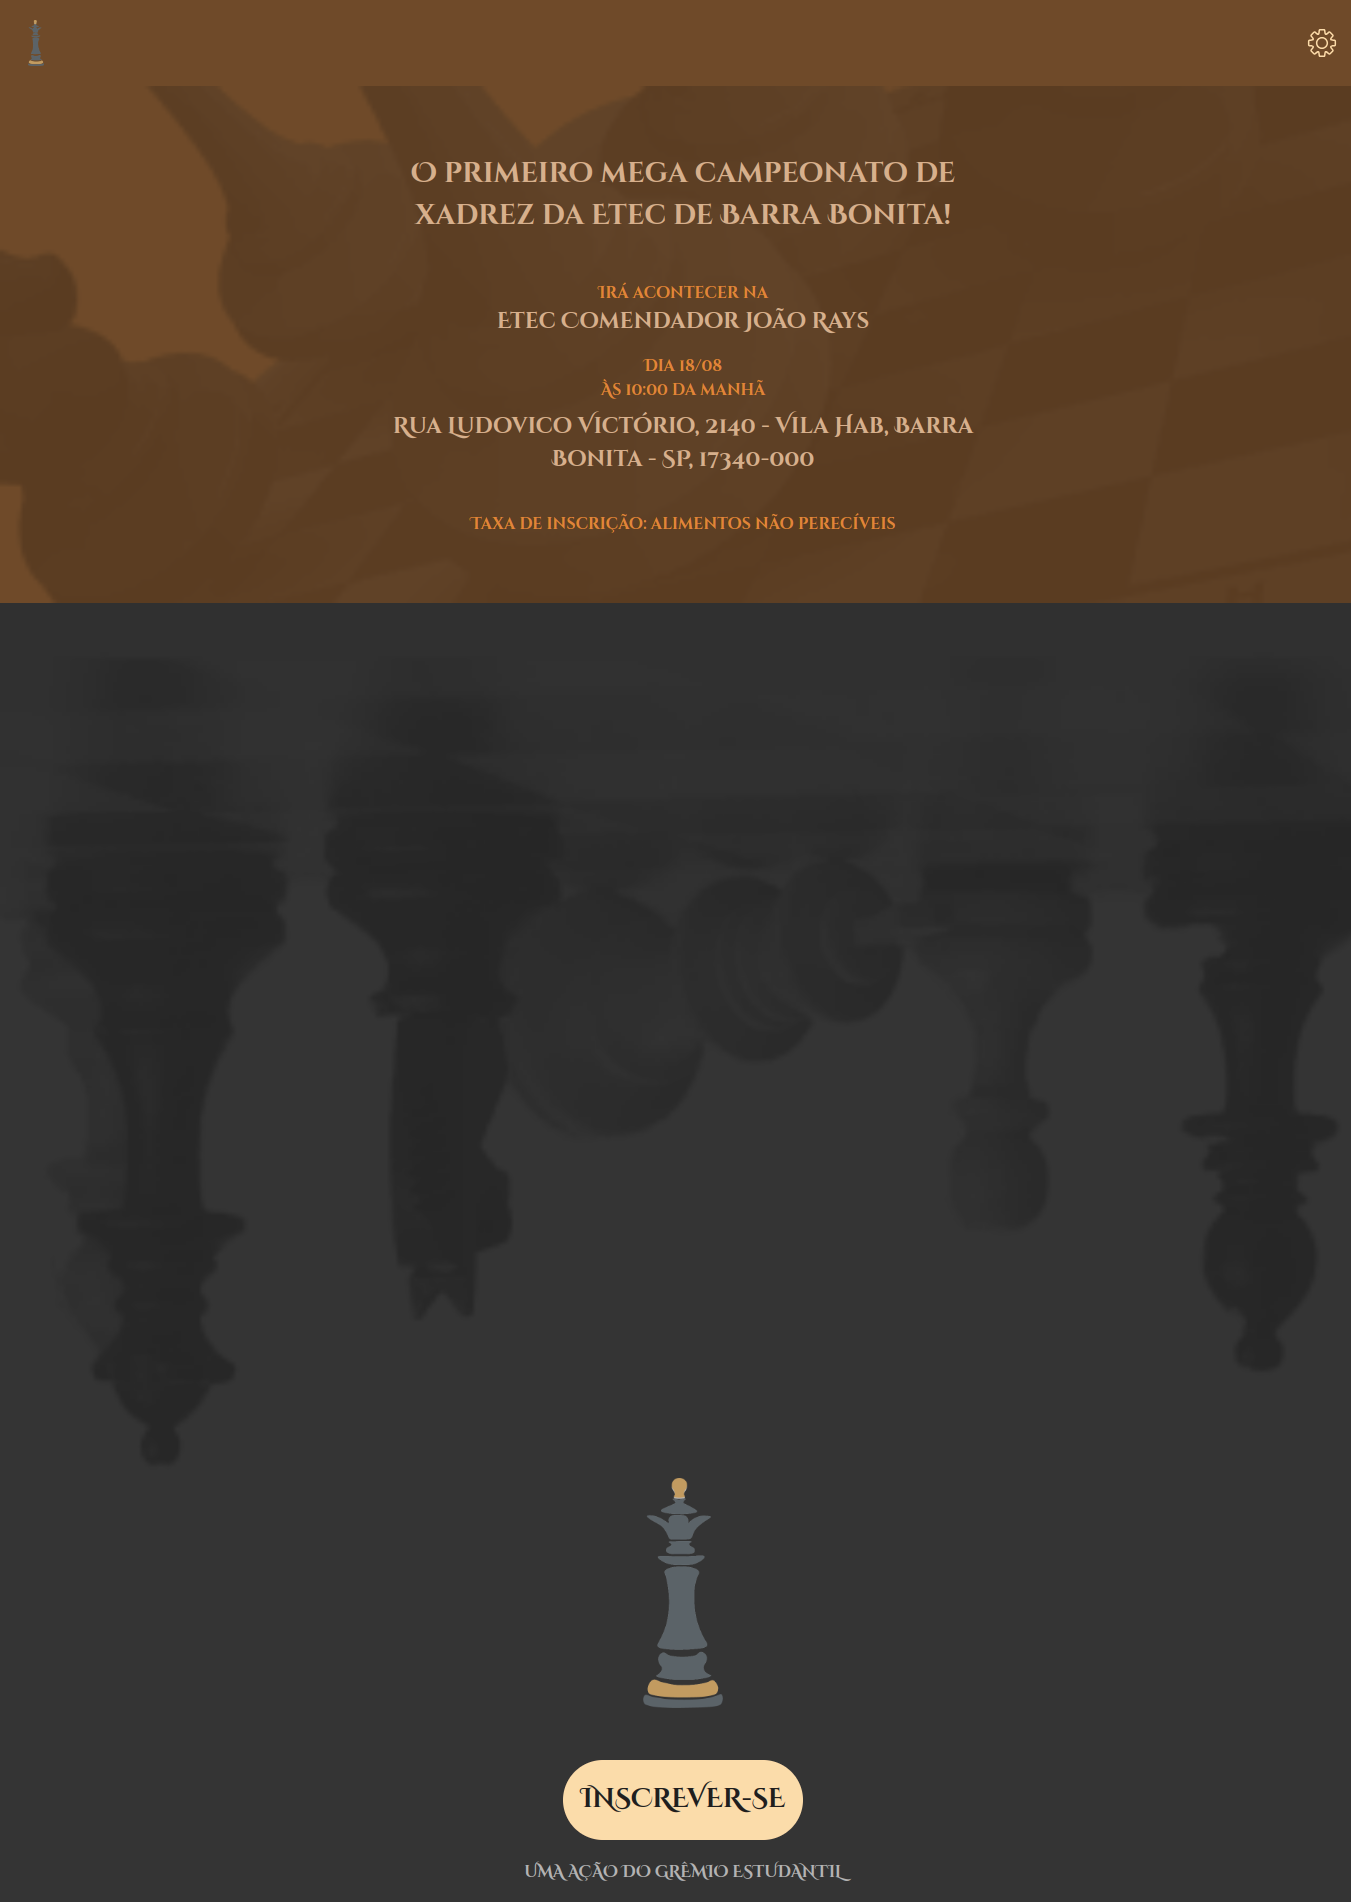 O PRIMEIRO MEGA CAMPEONATO DE
XADREZ DA ETEC DE BARRA BONITA!
IRÁ ACONTECER NA
ETEC COMENDADOR JOÃO RAYS
DIA 18/08
ÀS 10:00 DA MANHÃ
RUA LUDOVICO VICTÓRIO, 2140 - VILA HAB, BARRA
BONITA - SP, 17340-000
TAXA DE INSCRIÇÃO: ALIMENTOS NÃO PERECÍVEIS
INSCREVER-SE
UMA AÇÃO DO GRÊMIO ESTUDANTIL